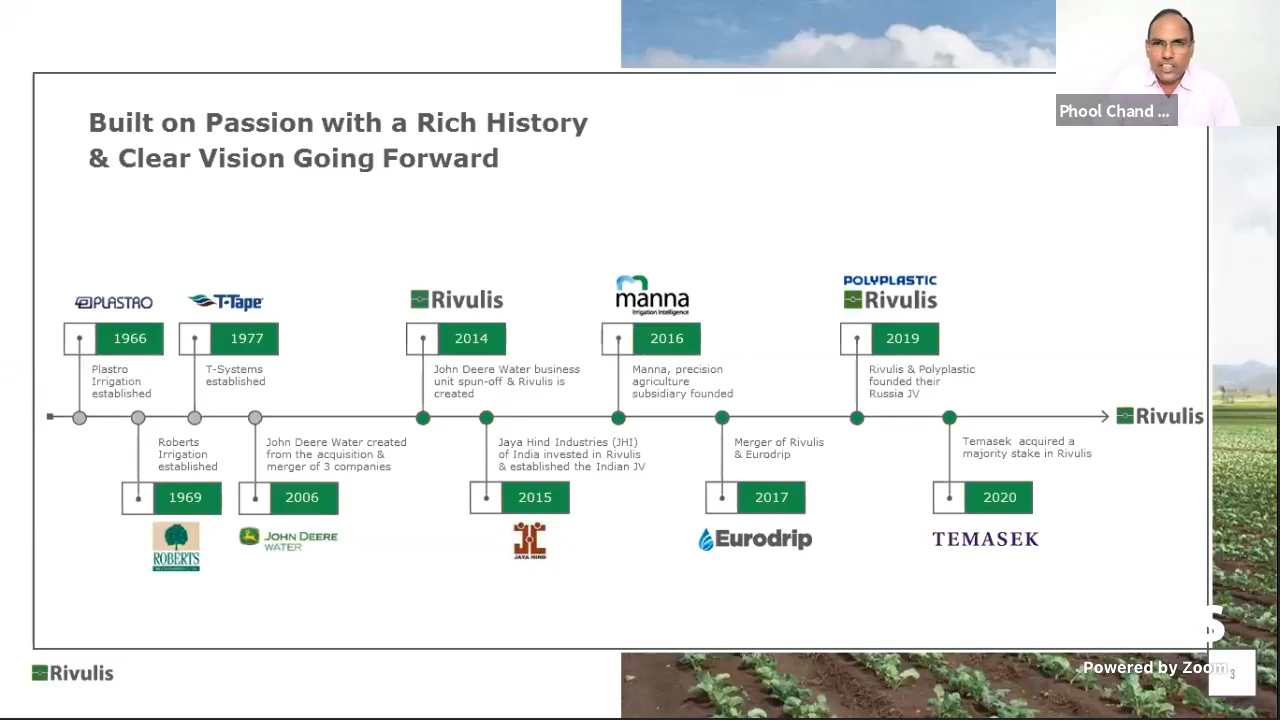 Phool Chand ...
Built on Passion with a Rich History
& Clear Vision Going Forward
PLASTRO
1966
Plastro
Irrigation
established
T-Tape
1977
T-Systems
established
Rivulis
2014
John Deere Water business
unit spun-off & Rivulis is
created
manna
Irrigation Intelligence
2016
Manna, precision
agriculture
subsidiary founded
POLYPLASTIC
Rivulis
2019
Rivulis & Polyplastic
founded their
Russia JV
Rivulis
Roberts
Irrigation
established
1969
ROBERTS
John Deere Water created
from the acquisition &
merger of 3 companies
2006
JOHN DEERE
WATER
Jaya Hind Industries (JHI)
of India invested in Rivulis
& established the Indian JV
2015
JAYA HIND
Merger of Rivulis
& Eurodrip
2017
Eurodrip
Temasek acquired a
majority stake in Rivulis
2020
TEMASEK
s
Rivulis
Powered by Zoom
3